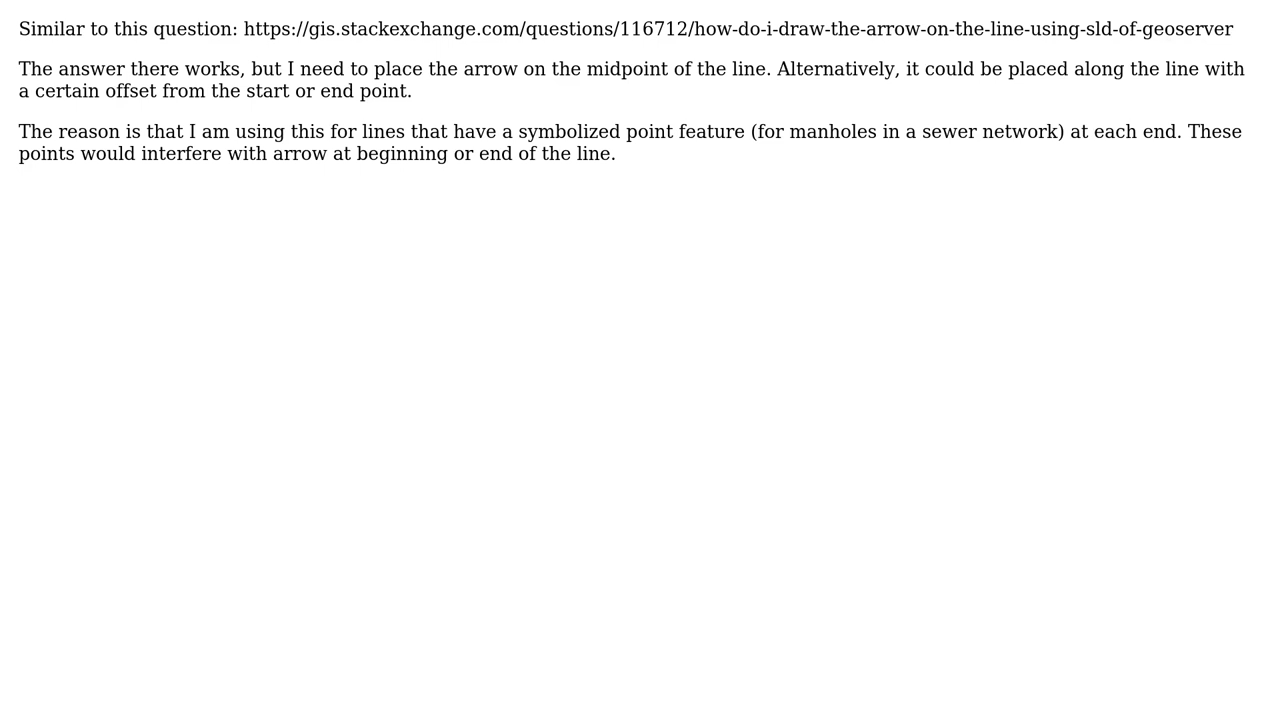 Similar to this question: https://gis.stackexchange.com/questions/116712/how-do-i-draw-the-arrow-on-the-line-using-sld-of-geoserver
The answer there works, but I need to place the arrow on the midpoint of the line. Alternatively, it could be placed along the line with
a certain offset from the start or end point.
The reason is that I am using this for lines that have a symbolized point feature (for manholes in a sewer network) at each end. These
points would interfere with arrow at beginning or end of the line.